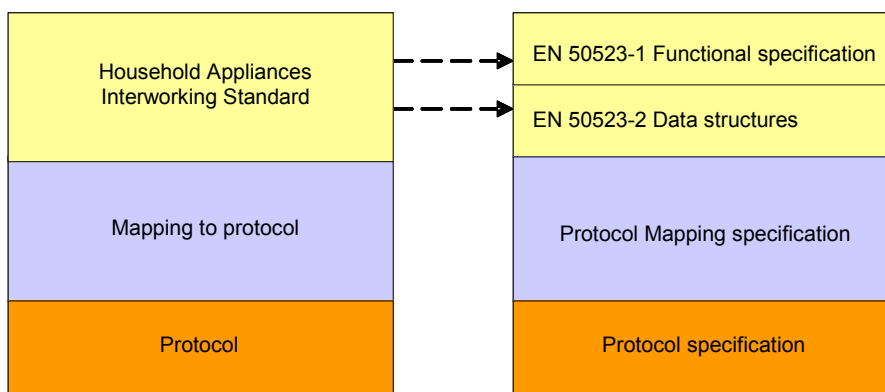 Household Appliances
Interworking Standard
Mapping to protocol
Protocol
EN 50523-1 Functional specification
EN 50523-2 Data structures
Protocol Mapping specification
Protocol specification